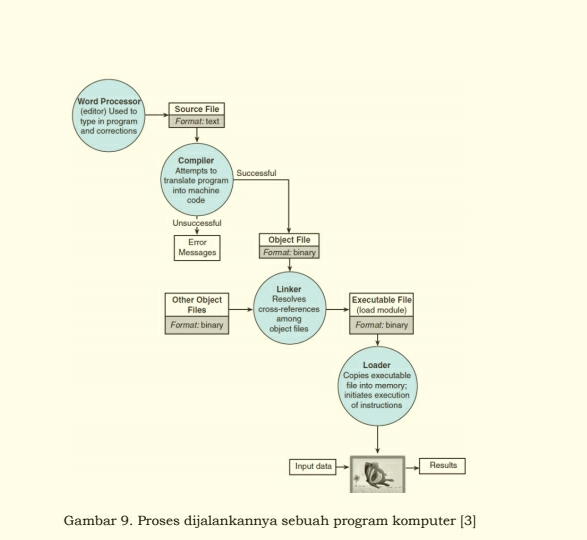 Word Processor
(editor) Used to
type in program
and corrections
Source File
Format: text
Compiler
Attempts to
translate program
into machine
code
Successful
Unsuccessful
Error
Messages
Object File
Format: binary
Other Object
Files
Format: binary
Linker
Resolves
cross-references
among
object files
Executable File
(load module)
Format: binary
Loader
Copies executable
file into memory;
initiates execution
of instructions
Input data
Results
Gambar 9. Proses dijalankannya sebuah program komputer [3]